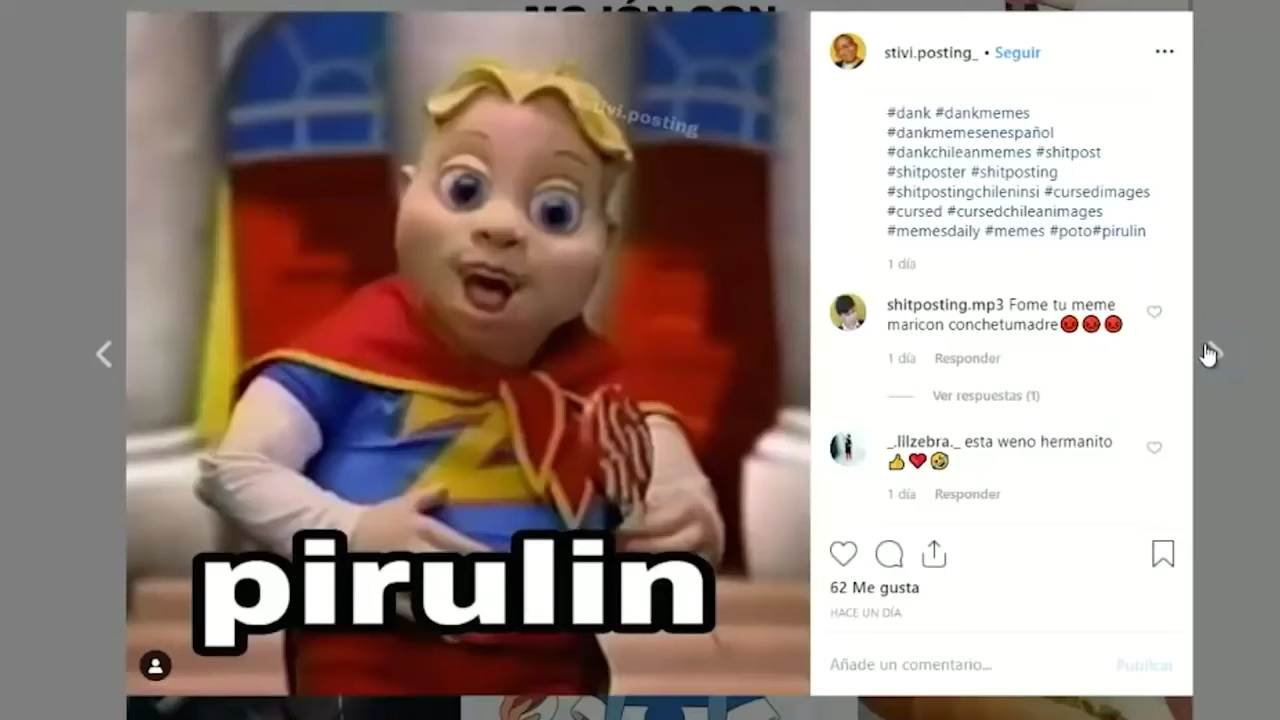 stivi.posting_ • Seguir
stivi.posting
#dank #dankmemes
#dankmemesenespañol
#dankchileanmemes #shitpost
#shitposter #shitposting
#shitpostingchileninsi #cursedimages
#cursed #cursedchileanimages
#memesdaily #memes #poto#pirulin
1 día
shitposting.mp3 Fome tu meme
maricon conchetumadre
1 día Responder
Ver respuestas (1)
_.lilzebra._ esta weno hermanito
1 día Responder
pirulin
62 Me gusta
HACE UN DÍA
Añade un comentario...
Publicar